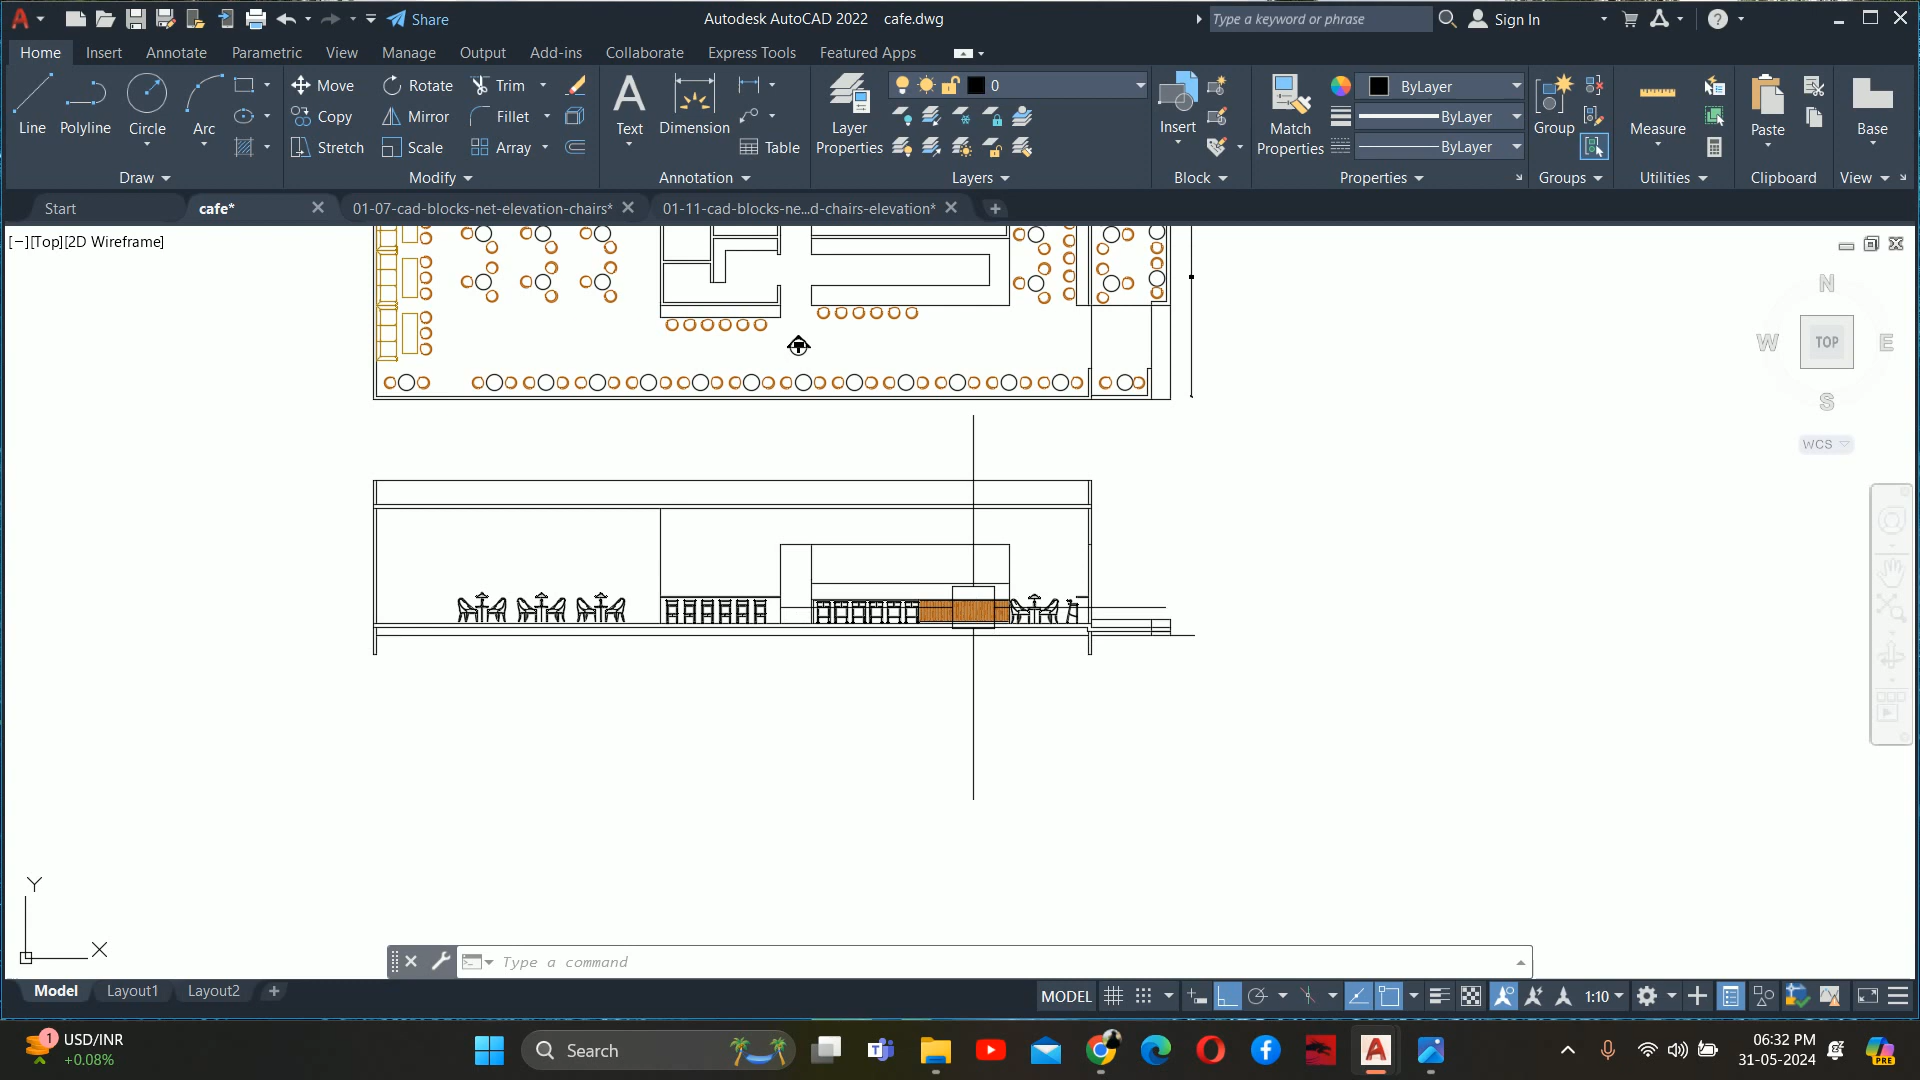 Share
Autodesk AutoCAD 2022 cafe.dwg
Type a keyword or phrase
Sign In
Home Insert Annotate Parametric View Manage Output Add-ins Collaborate Express Tools Featured Apps
Line Polyline Circle Arc
Draw
Move Rotate Trim
Copy Mirror Fillet
Stretch Scale Array
Modify
Text Dimension Table
Annotation
Layer Properties
0
Layers
Insert
Block
Match Properties
ByLayer
ByLayer
ByLayer
Properties
Group
Groups
Measure
Utilities
Paste
Clipboard
Base
View
Start cafe* 01-07-cad-blocks-net-elevation-chairs* 01-11-cad-blocks-ne...d-chairs-elevation*
[−][Top][2D Wireframe]
N
W TOP E
S
WCS
Y
X
Type a command
Model Layout1 Layout2
MODEL 1:10
1 USD/INR
+0.08%
Search
06:32 PM
31-05-2024
PRE